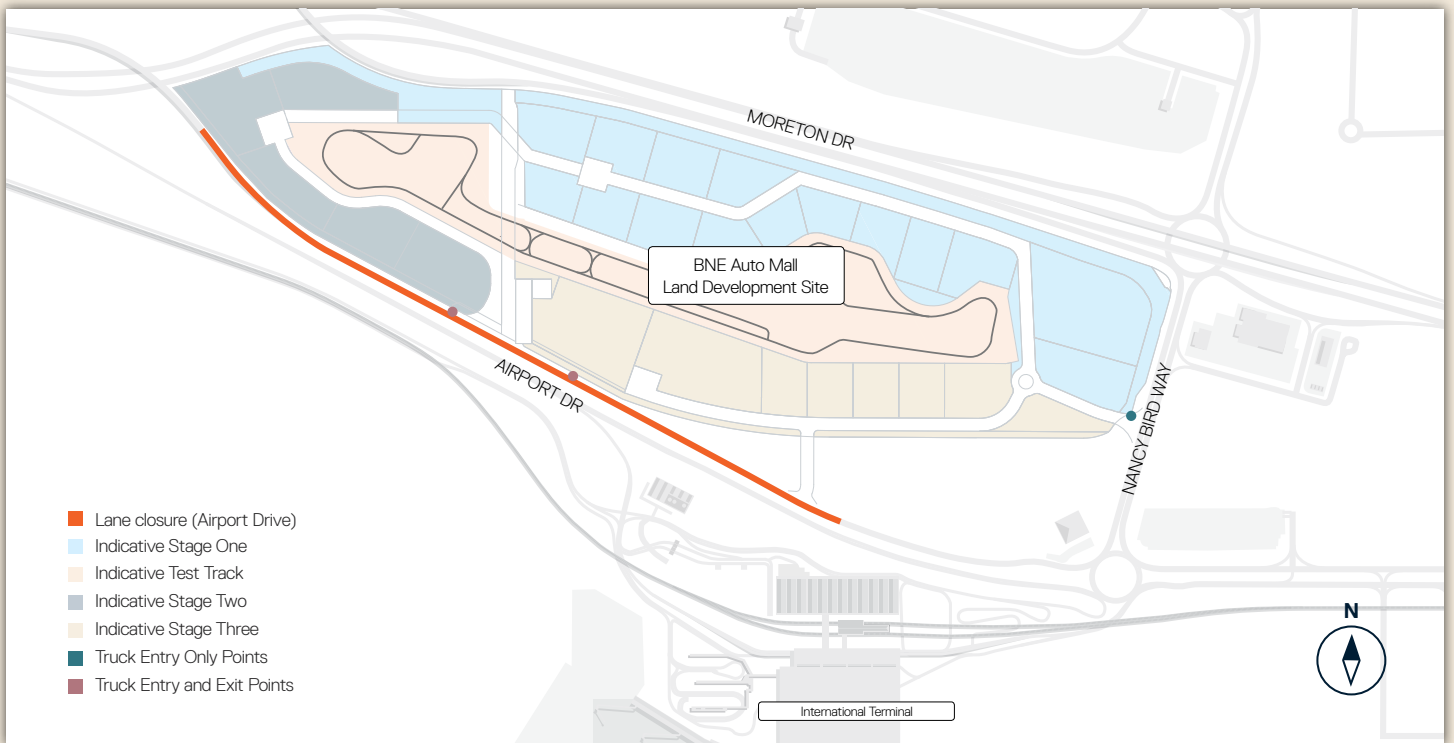 MORETON DR
BNE Auto Mall
Land Development Site
AIRPORT DR
NANCY BIRD WAY
Lane closure (Airport Drive)
Indicative Stage One
Indicative Test Track
Indicative Stage Two
Indicative Stage Three
Truck Entry Only Points
Truck Entry and Exit Points
N
International Terminal